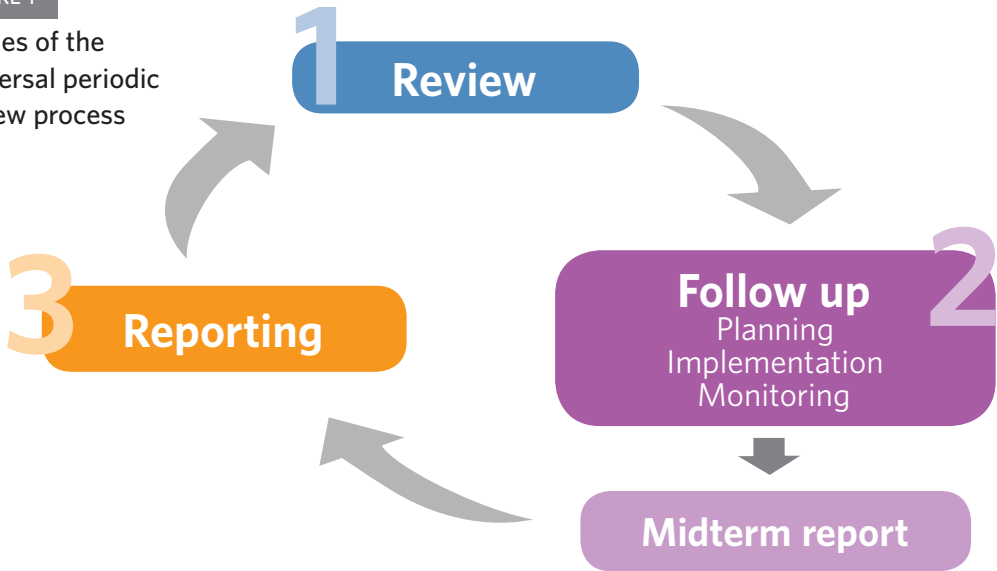 es of the
ersal periodic
ew process
1
Review
2
Follow up
Planning
Implementation
Monitoring
Midterm report
3
Reporting